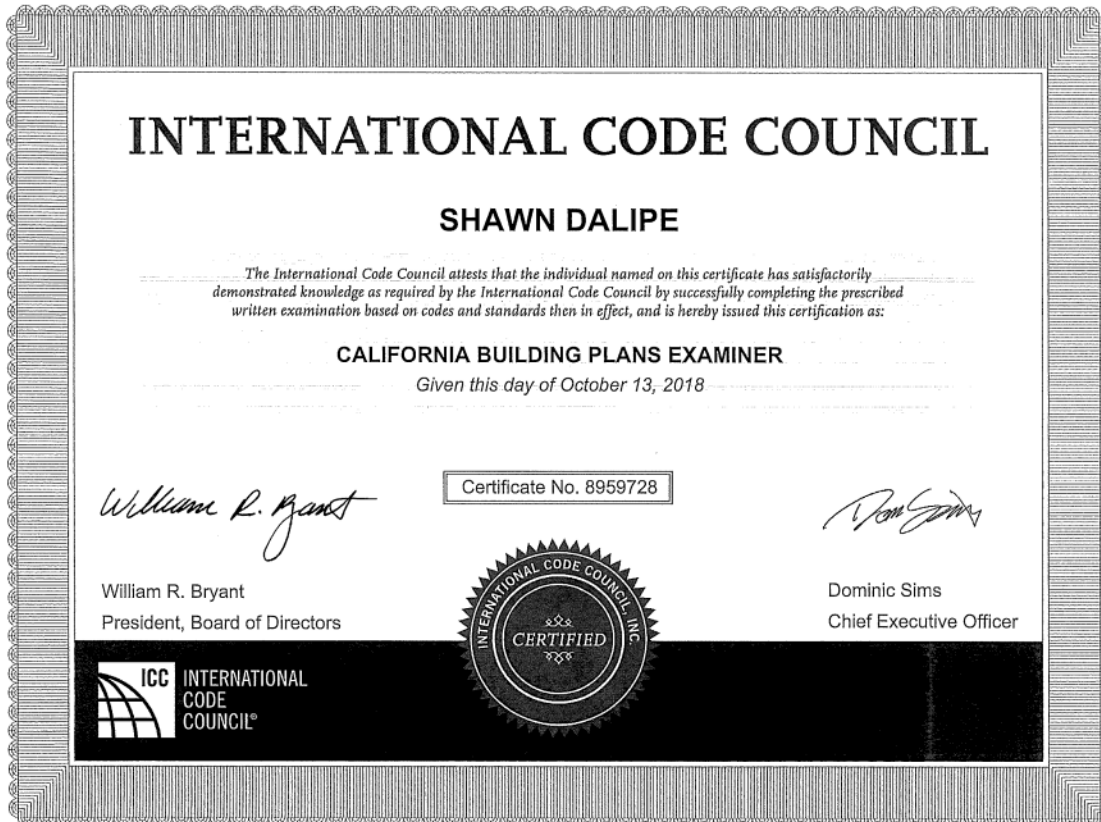 INTERNATIONAL CODE COUNCIL
SHAWN DALIPE
The International Code Council attests that the individual named on this certificate has satisfactorily
demonstrated knowledge as required by the International Code Council by successfully completing the prescribed
written examination based on codes and standards then in effect, and is hereby issued this certification as:
CALIFORNIA BUILDING PLANS EXAMINER
Given this day of October 13, 2018
Certificate No. 8959728
William R. Bryant
Dom Sims
William R. Bryant
President, Board of Directors
Dominic Sims
Chief Executive Officer
INTERNATIONAL CODE COUNCIL, INC.
CERTIFIED
ICC
INTERNATIONAL
CODE
COUNCIL®